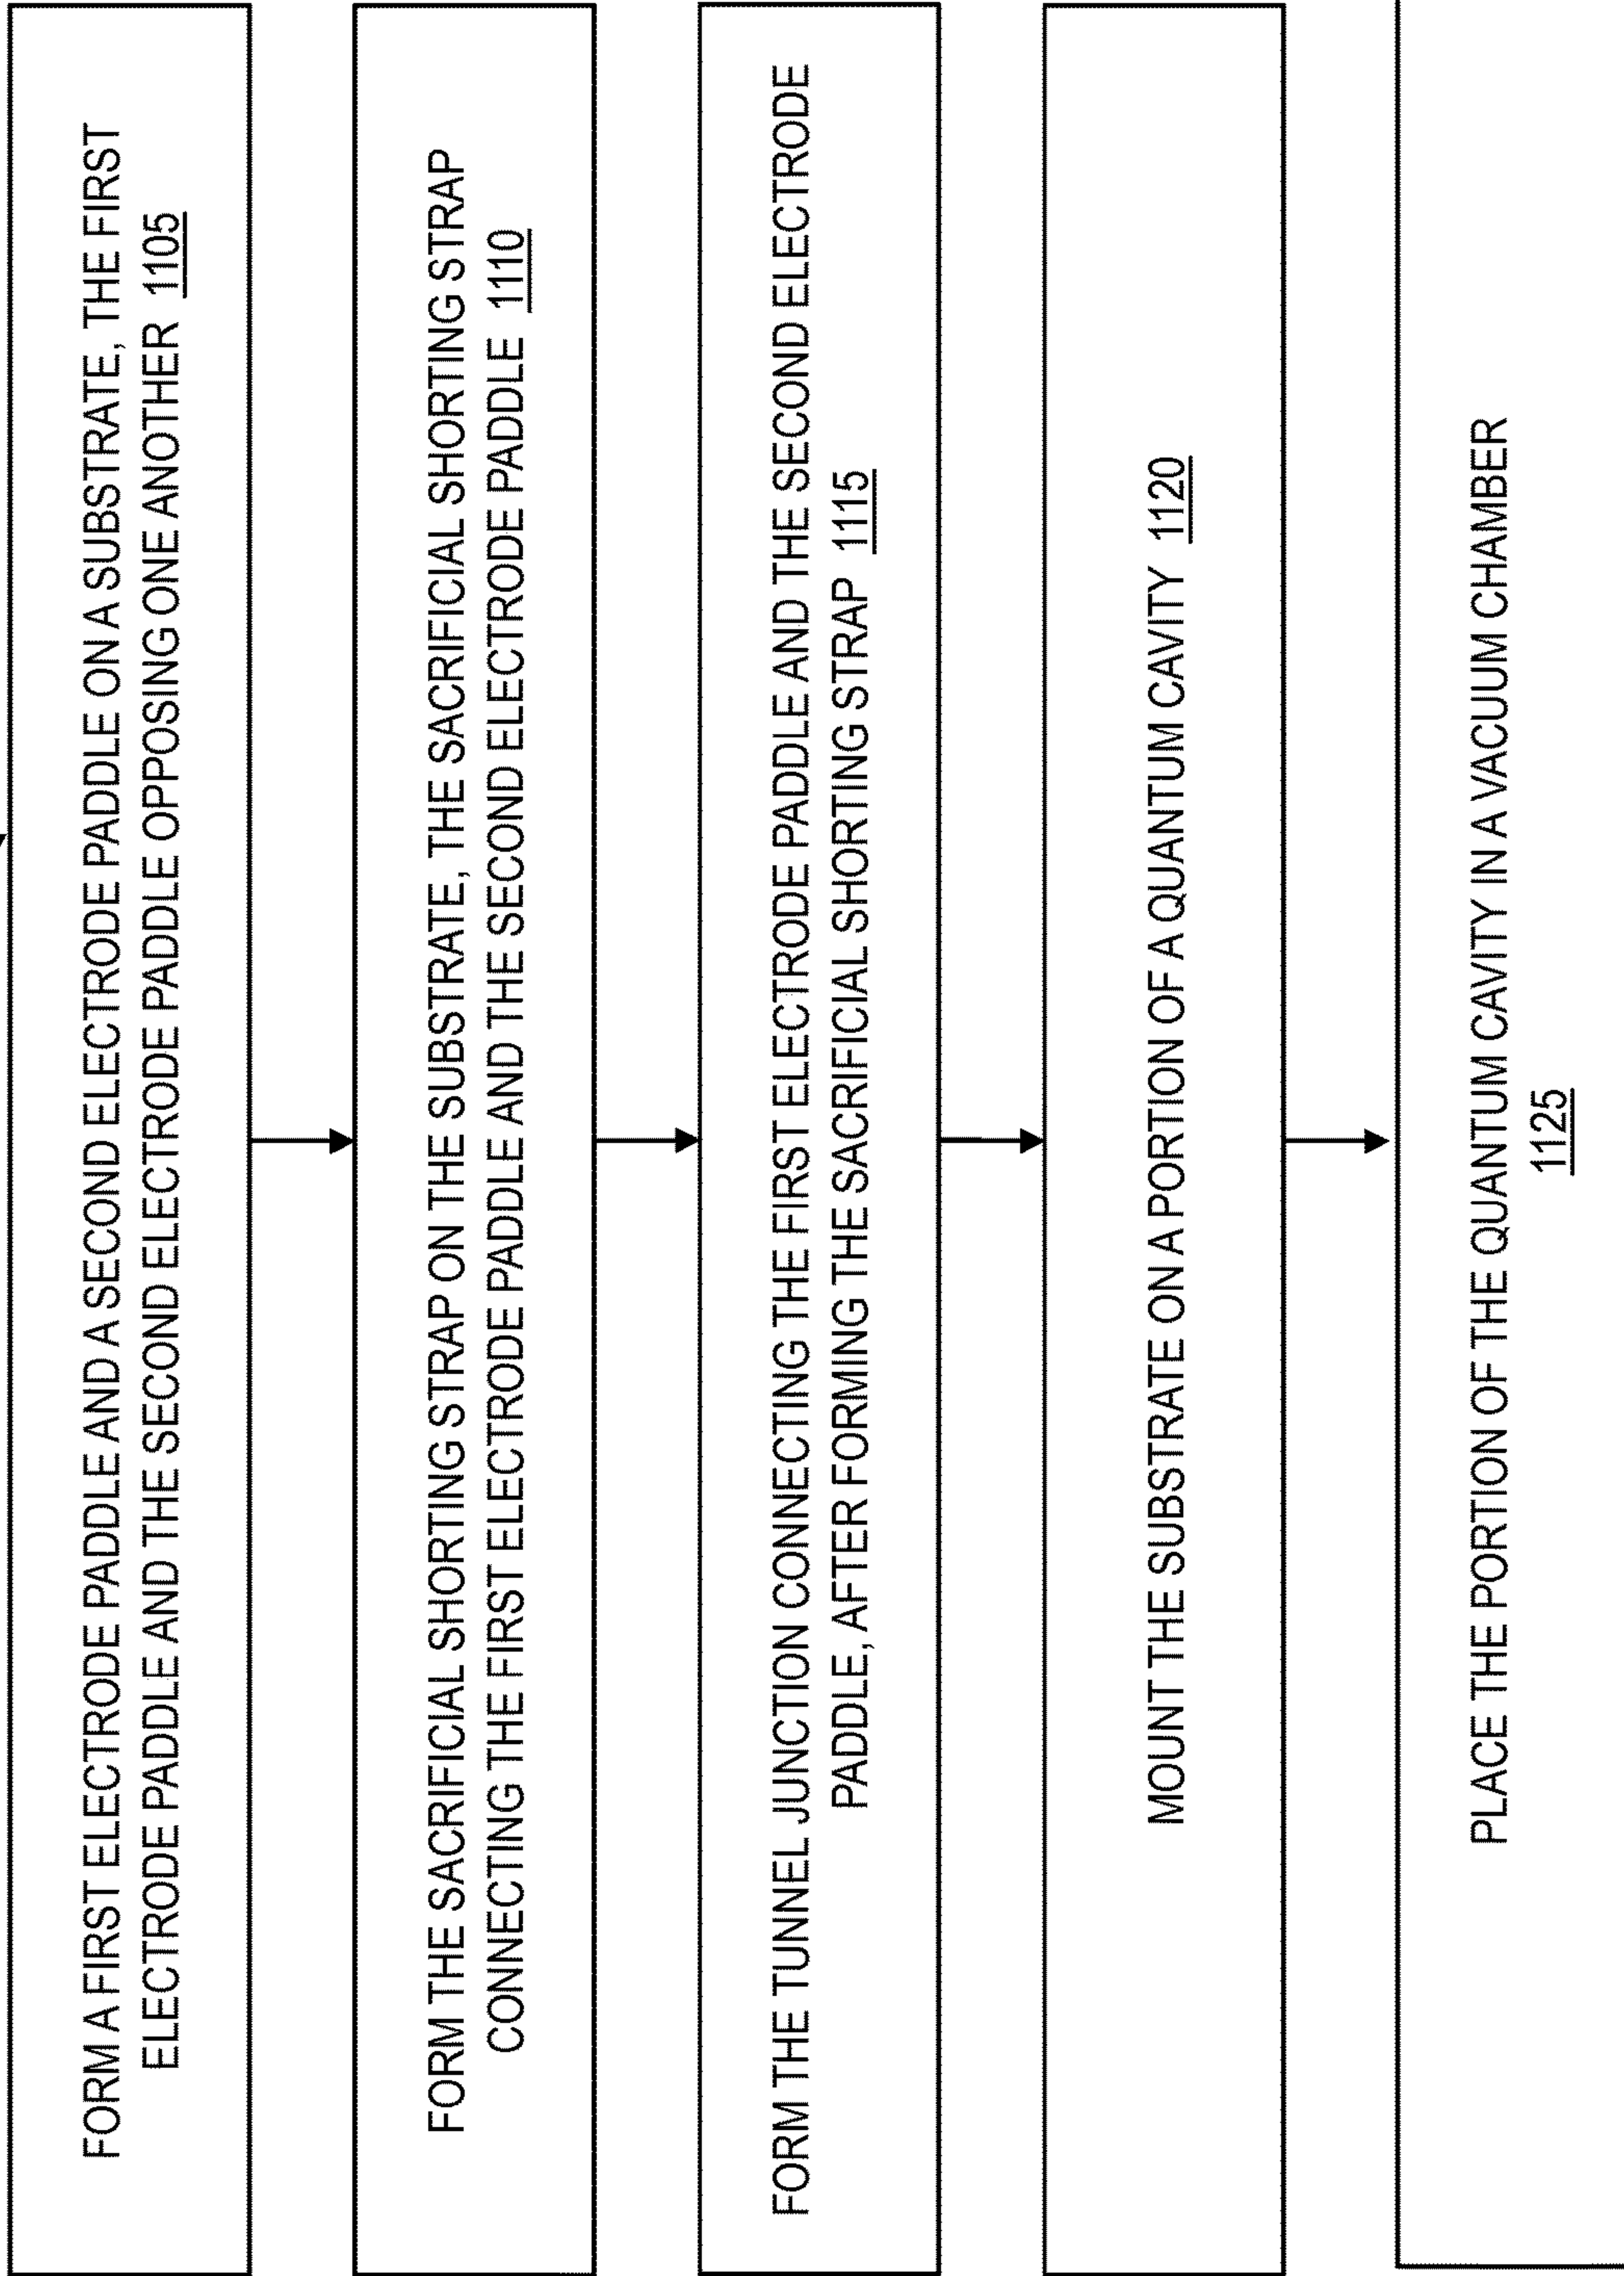 FORM A FIRST ELECTRODE PADDLE AND A SECOND ELECTRODE PADDLE ON A SUBSTRATE, THE FIRST
ELECTRODE PADDLE AND THE SECOND ELECTRODE PADDLE OPPOSING ONE ANOTHER 1105
FORM THE SACRIFICIAL SHORTING STRAP ON THE SUBSTRATE, THE SACRIFICIAL SHORTING STRAP
CONNECTING THE FIRST ELECTRODE PADDLE AND THE SECOND ELECTRODE PADDLE 1110
FORM THE TUNNEL JUNCTION CONNECTING THE FIRST ELECTRODE PADDLE AND THE SECOND ELECTRODE
PADDLE, AFTER FORMING THE SACRIFICIAL SHORTING STRAP 1115
MOUNT THE SUBSTRATE ON A PORTION OF A QUANTUM CAVITY 1120
PLACE THE PORTION OF THE QUANTUM CAVITY IN A VACUUM CHAMBER
1125